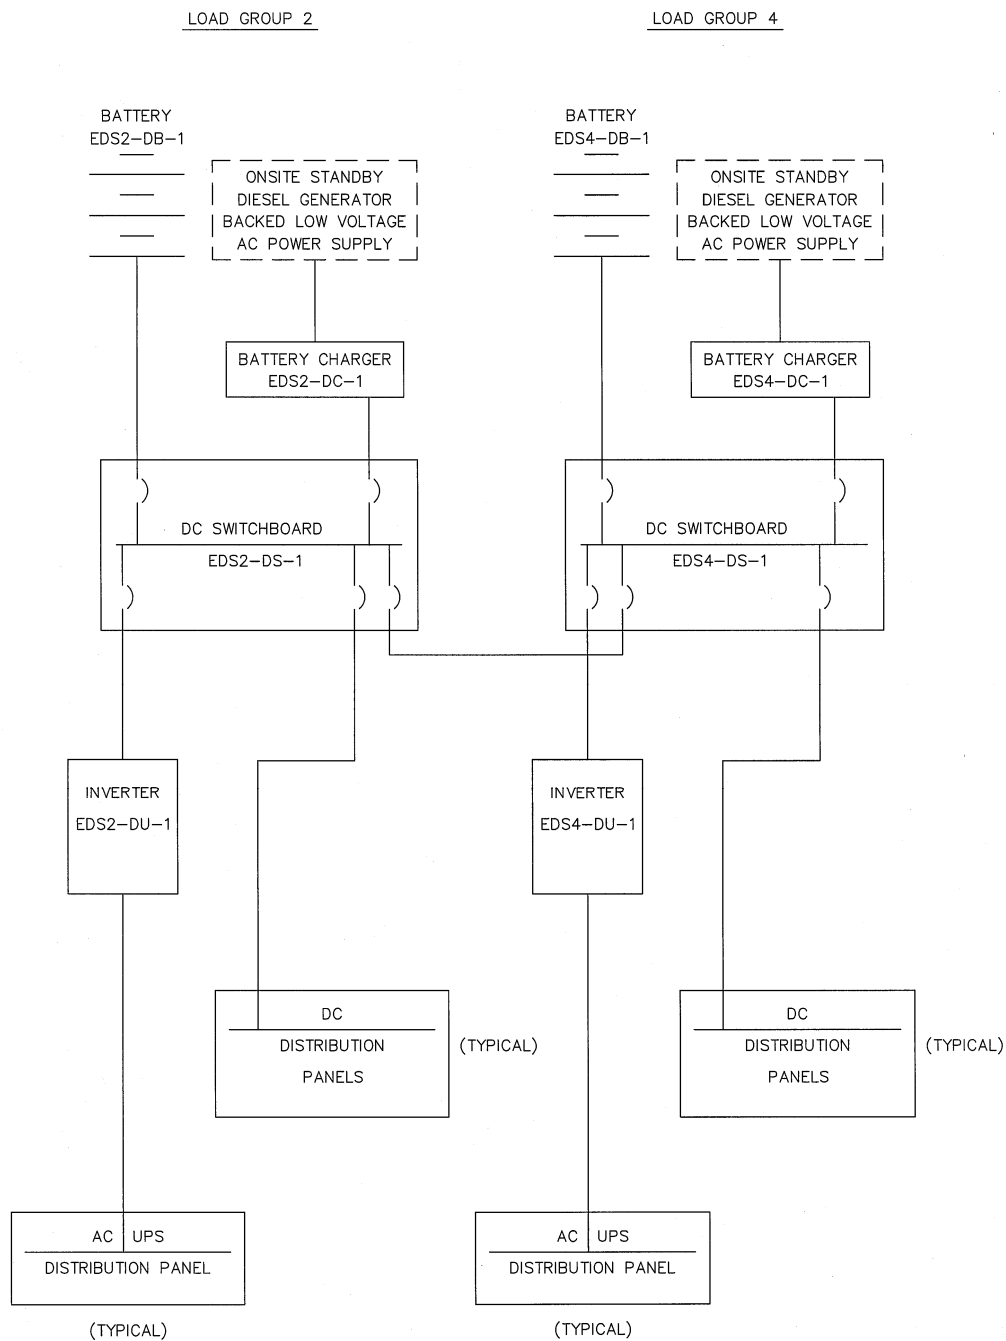 LOAD GROUP 2
LOAD GROUP 4
BATTERY
EDS2-DB-1
ONSITE STANDBY
DIESEL GENERATOR
BACKED LOW VOLTAGE
AC POWER SUPPLY
BATTERY CHARGER
EDS2-DC-1
DC SWITCHBOARD
EDS2-DS-1
INVERTER
EDS2-DU-1
DC
DISTRIBUTION
PANELS
(TYPICAL)
AC UPS
DISTRIBUTION PANEL
(TYPICAL)
BATTERY
EDS4-DB-1
ONSITE STANDBY
DIESEL GENERATOR
BACKED LOW VOLTAGE
AC POWER SUPPLY
BATTERY CHARGER
EDS4-DC-1
DC SWITCHBOARD
EDS4-DS-1
INVERTER
EDS4-DU-1
DC
DISTRIBUTION
PANELS
(TYPICAL)
AC UPS
DISTRIBUTION PANEL
(TYPICAL)